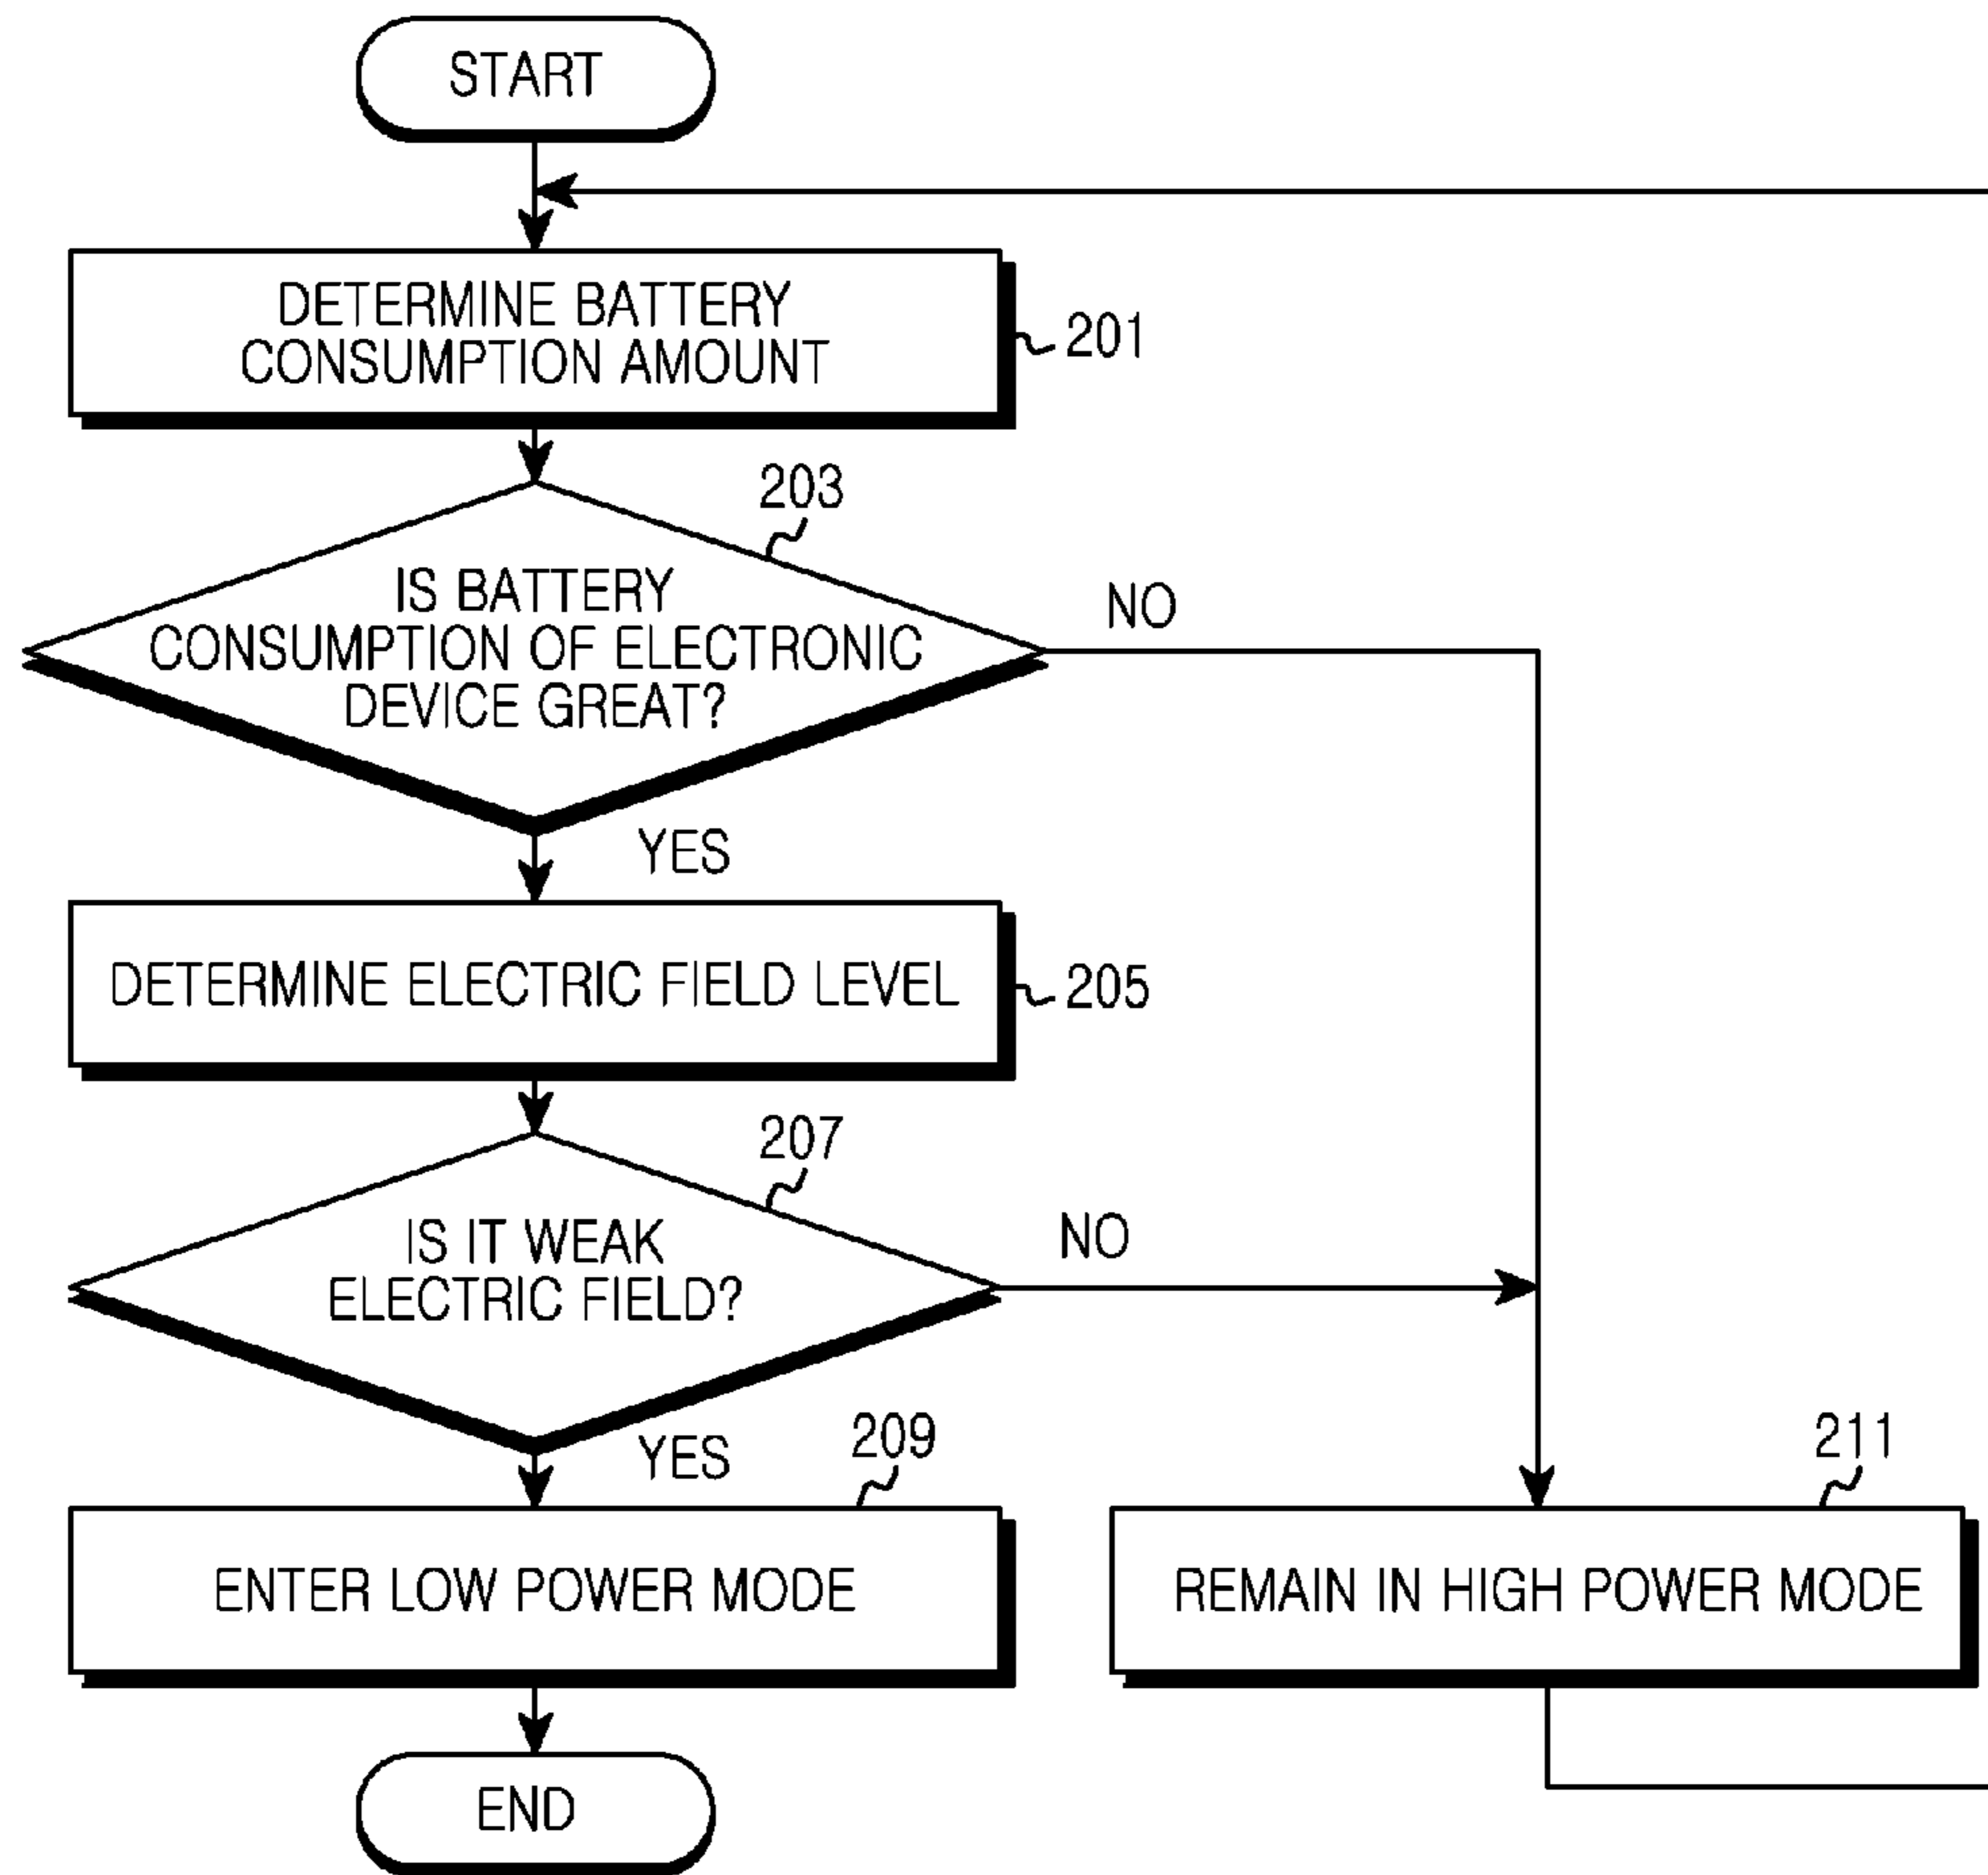 START
DETERMINE BATTERY
CONSUMPTION AMOUNT
201
203
IS BATTERY
CONSUMPTION OF ELECTRONIC
DEVICE GREAT?
NO
YES
DETERMINE ELECTRIC FIELD LEVEL
205
207
IS IT WEAK
ELECTRIC FIELD?
NO
YES
209
211
ENTER LOW POWER MODE
REMAIN IN HIGH POWER MODE
END